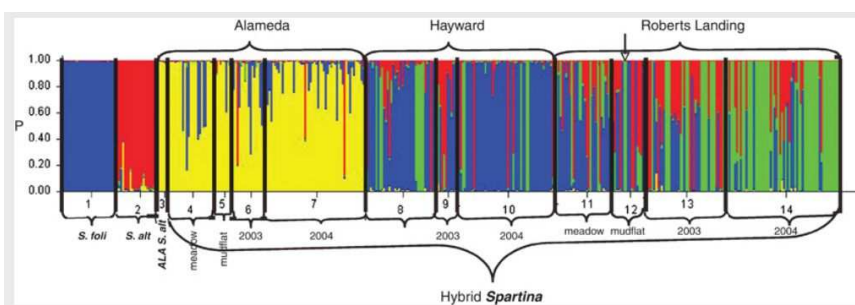 Alameda Hayward Roberts Landing
1.00
0.80
0.60
P
0.40
0.20
0.00
1 2 3 4 5 6 7 8 9 10 11 12 13 14
S. foli S. alt ALA S. alt meadow mudflat 2003 2004 2003 2004 meadow mudflat 2003 2004
Hybrid Spartina